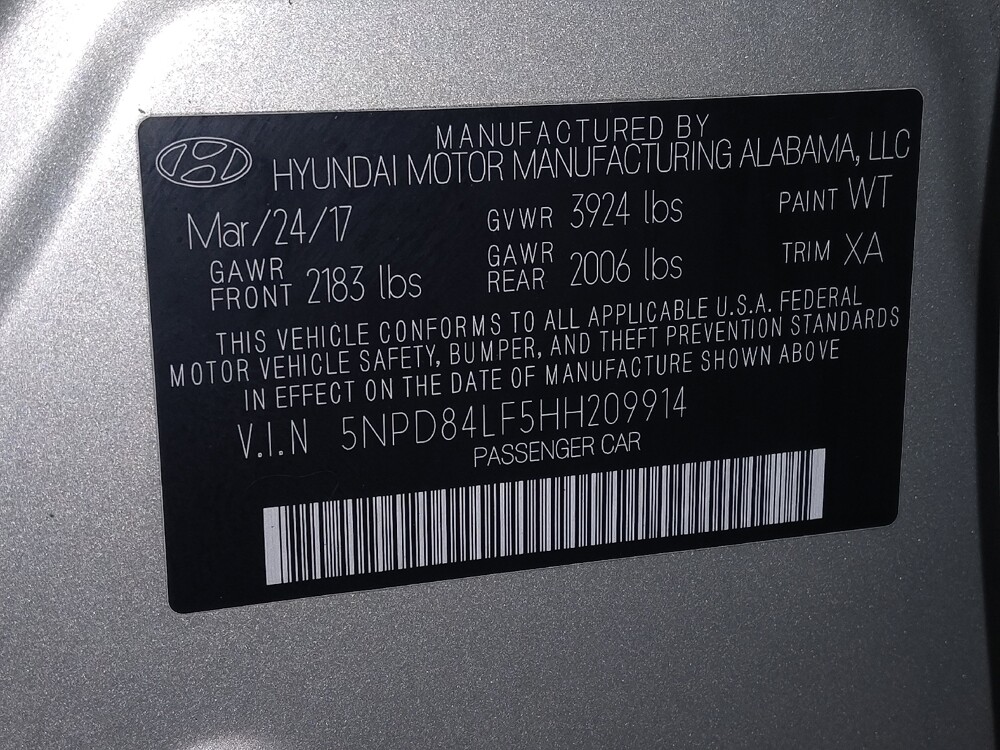 MANUFACTURED BY
HYUNDAI MOTOR MANUFACTURING ALABAMA, LLC
Mar/24/17 GVWR 3924 lbs PAINT WT
GAWR FRONT 2183 lbs GAWR REAR 2006 lbs TRIM XA
THIS VEHICLE CONFORMS TO ALL APPLICABLE U.S.A. FEDERAL
MOTOR VEHICLE SAFETY, BUMPER, AND THEFT PREVENTION STANDARDS
IN EFFECT ON THE DATE OF MANUFACTURE SHOWN ABOVE
V.I.N 5NPD84LF5HH209914
PASSENGER CAR